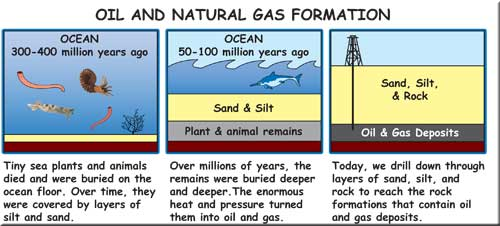 OIL AND NATURAL GAS FORMATION
OCEAN
300-400 million years ago
Tiny sea plants and animals
died and were buried on the
ocean floor. Over time, they
were covered by layers of
silt and sand.
OCEAN
50-100 million years ago
Sand & Silt
Plant & animal remains
Over millions of years, the
remains were buried deeper
and deeper.The enormous
heat and pressure turned
them into oil and gas.
Sand, Silt,
& Rock
Oil & Gas Deposits
Today, we drill down through
layers of sand, silt, and
rock to reach the rock
formations that contain oil
and gas deposits.